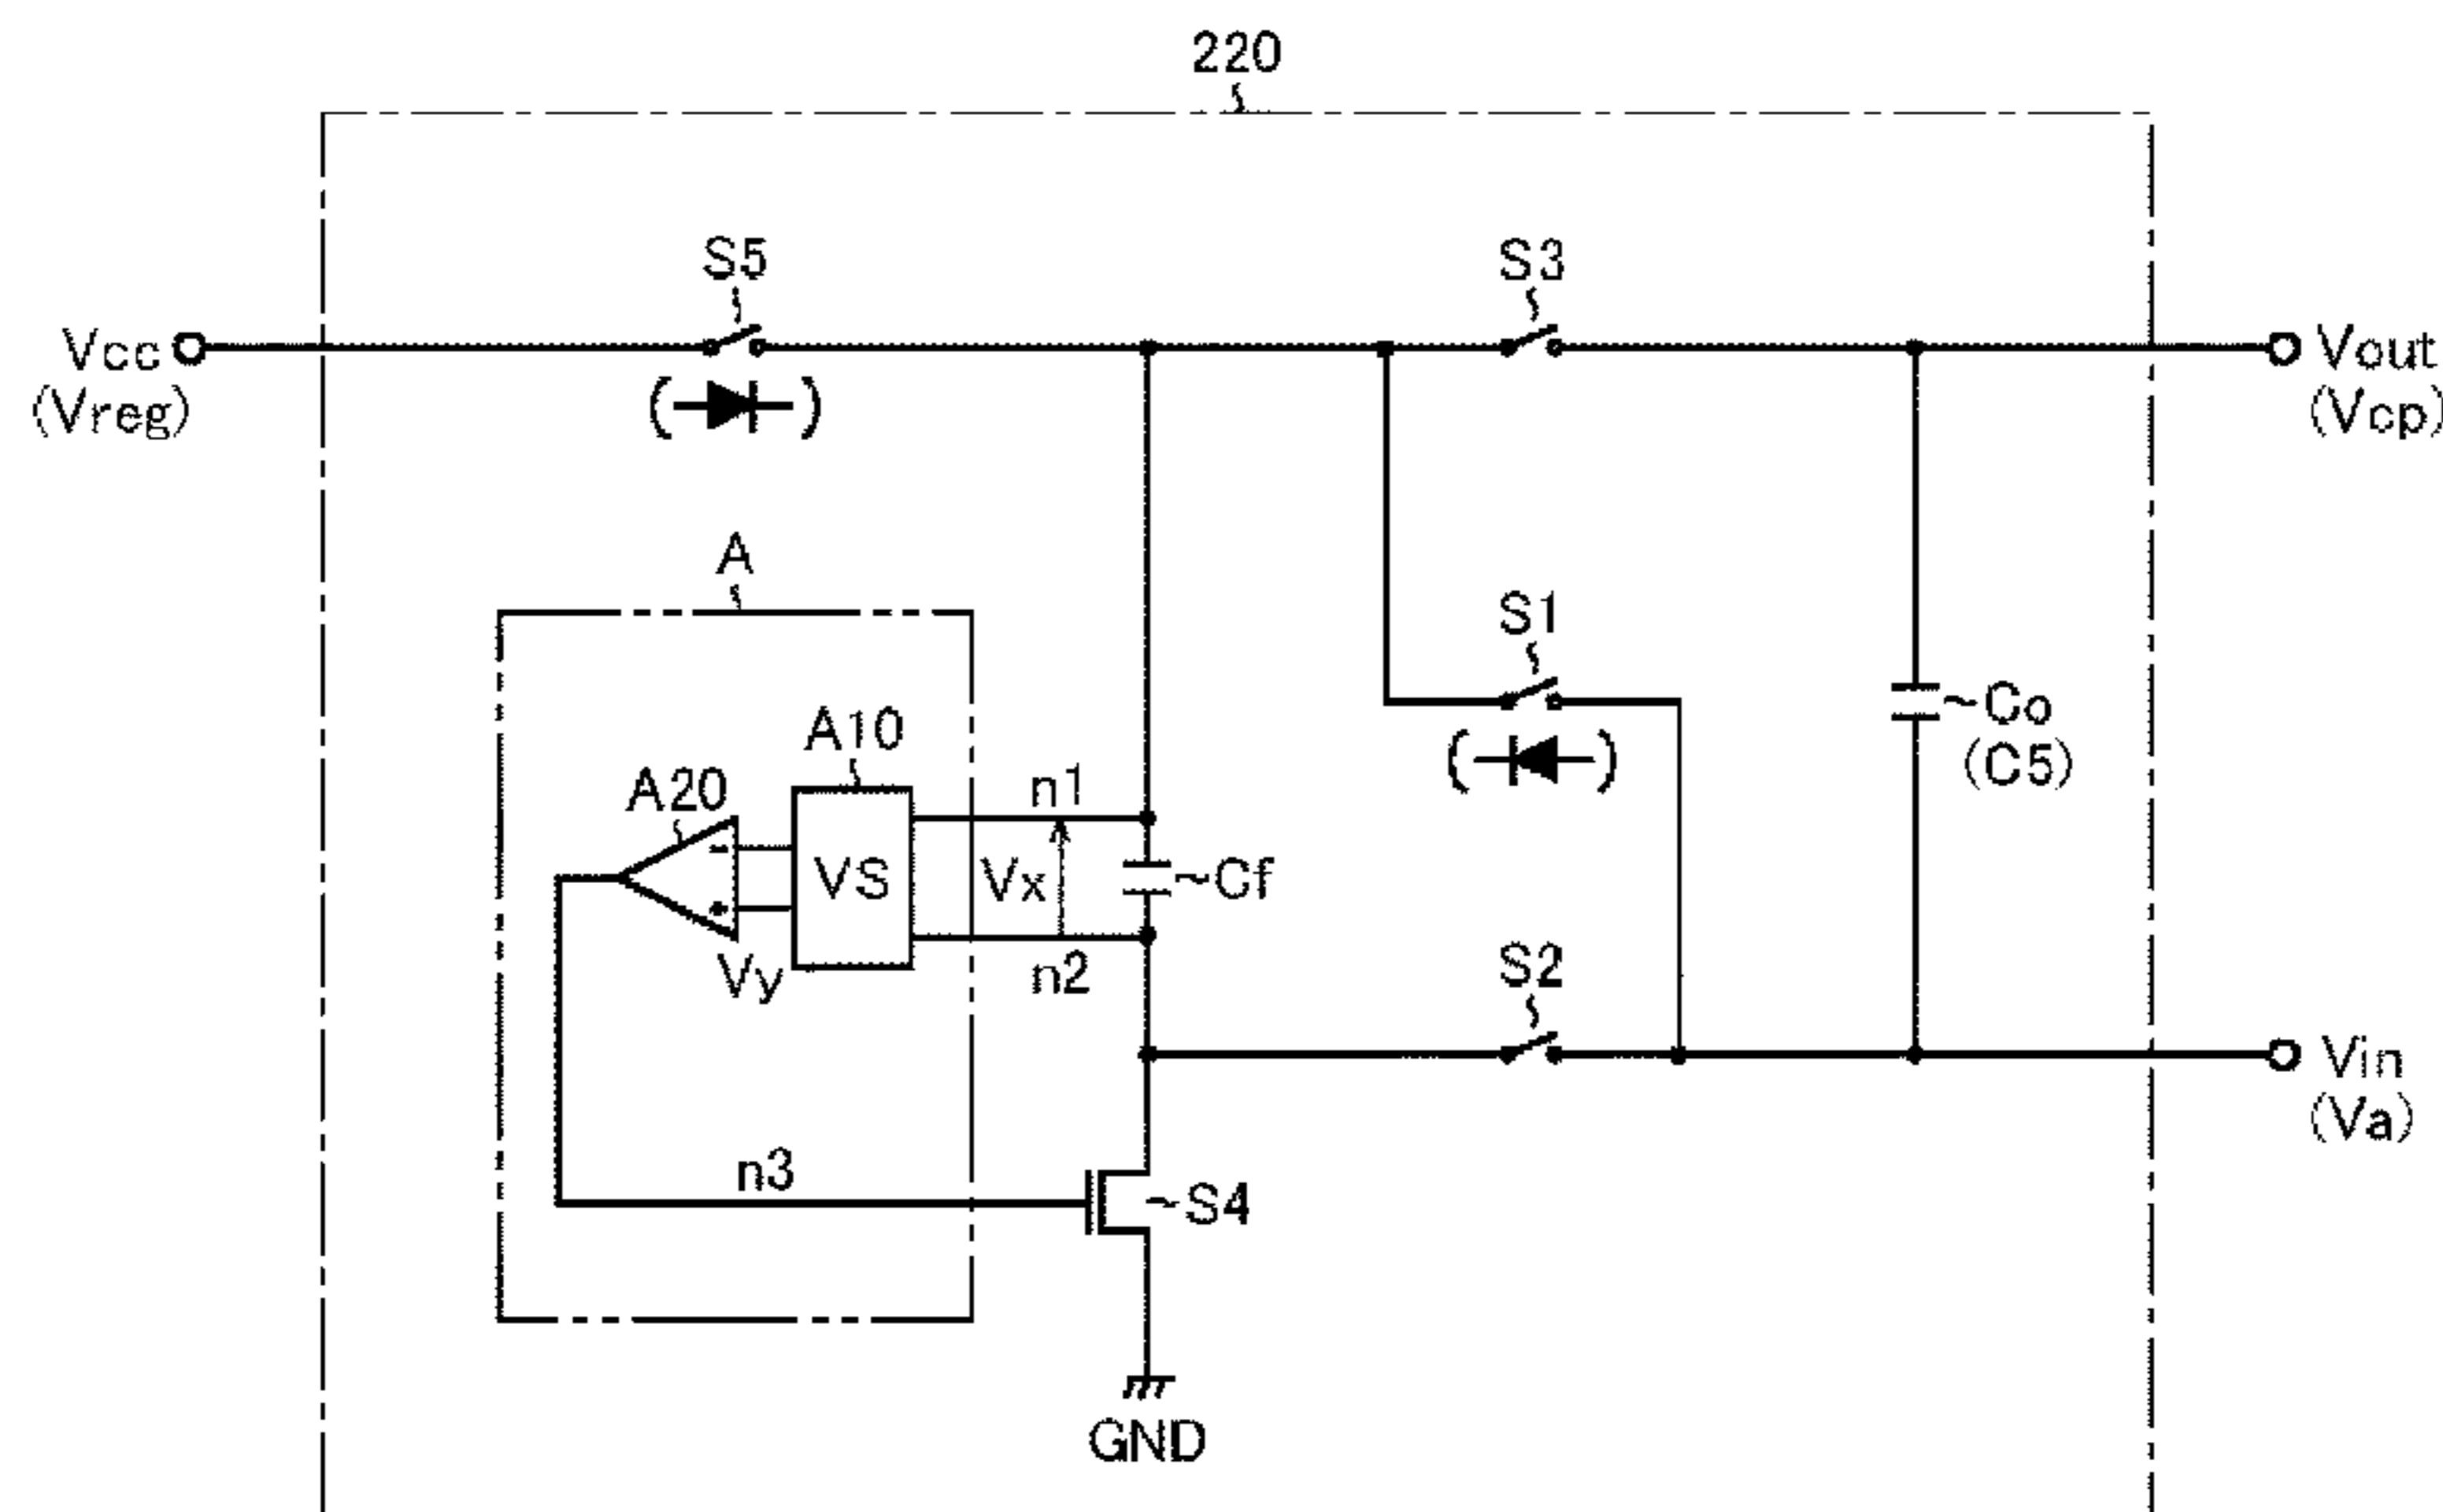 220
S5
S3
Vcc
(Vreg)
Vout
(Vcp)
A
S1
A10
A20
n1
~Co
(C5)
VS
Vx
~Cf
-
+
Vy
n2
S2
Vin
(Va)
n3
~S4
GND